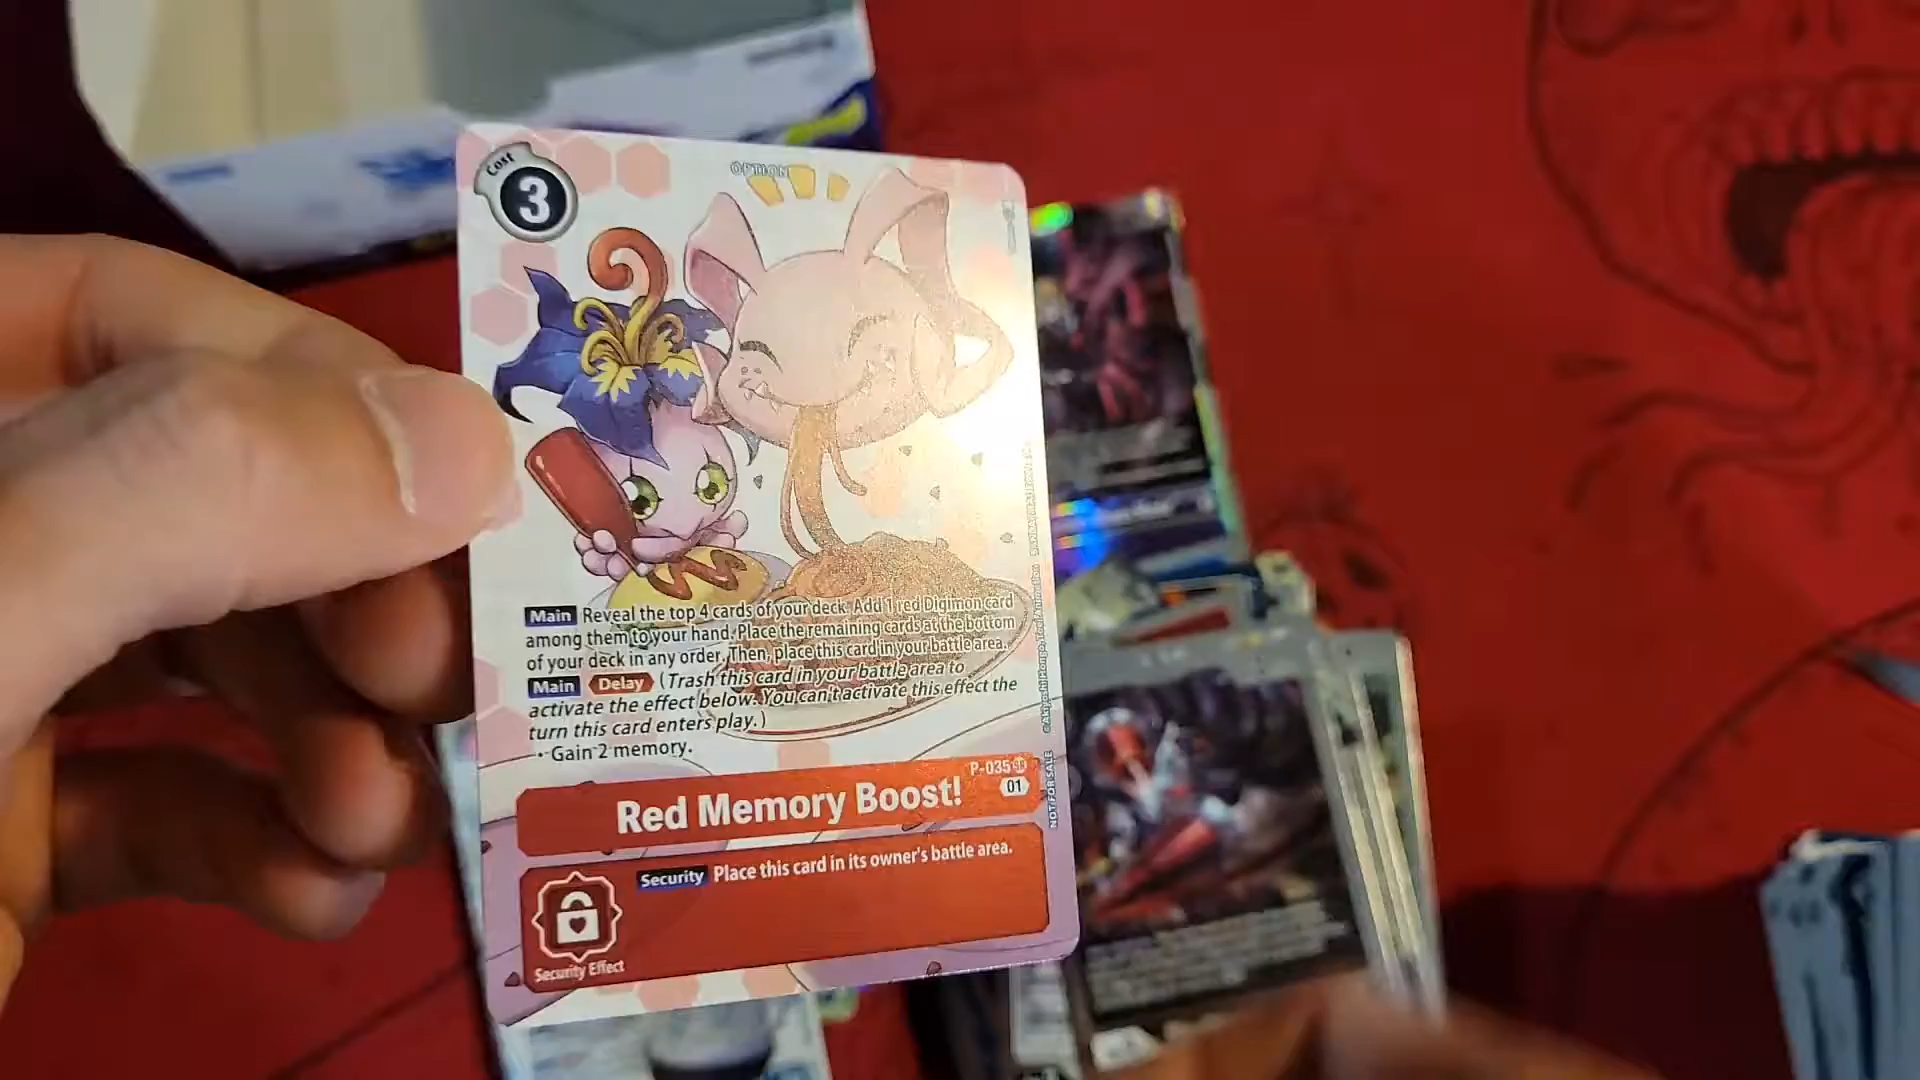 Cost
3
OPTION
Main Reveal the top 4 cards of your deck. Add 1 red Digimon card
among them to your hand. Place the remaining cards at the bottom
of your deck in any order. Then, place this card in your battle area.
Main Delay (Trash this card in your battle area to
activate the effect below. You can't activate this effect the
turn this card enters play.)
・Gain 2 memory.
P-035
01
Red Memory Boost!
Security Place this card in its owner's battle area.
Security Effect
NOT FOR SALE